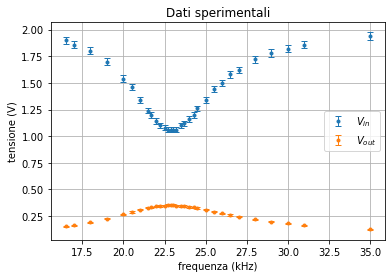 Dati sperimentali
tensione (V)
2.00
1.75
1.50
1.25
1.00
0.75
0.50
0.25
V_in
V_out
17.5 20.0 22.5 25.0 27.5 30.0 32.5 35.0
frequenza (kHz)